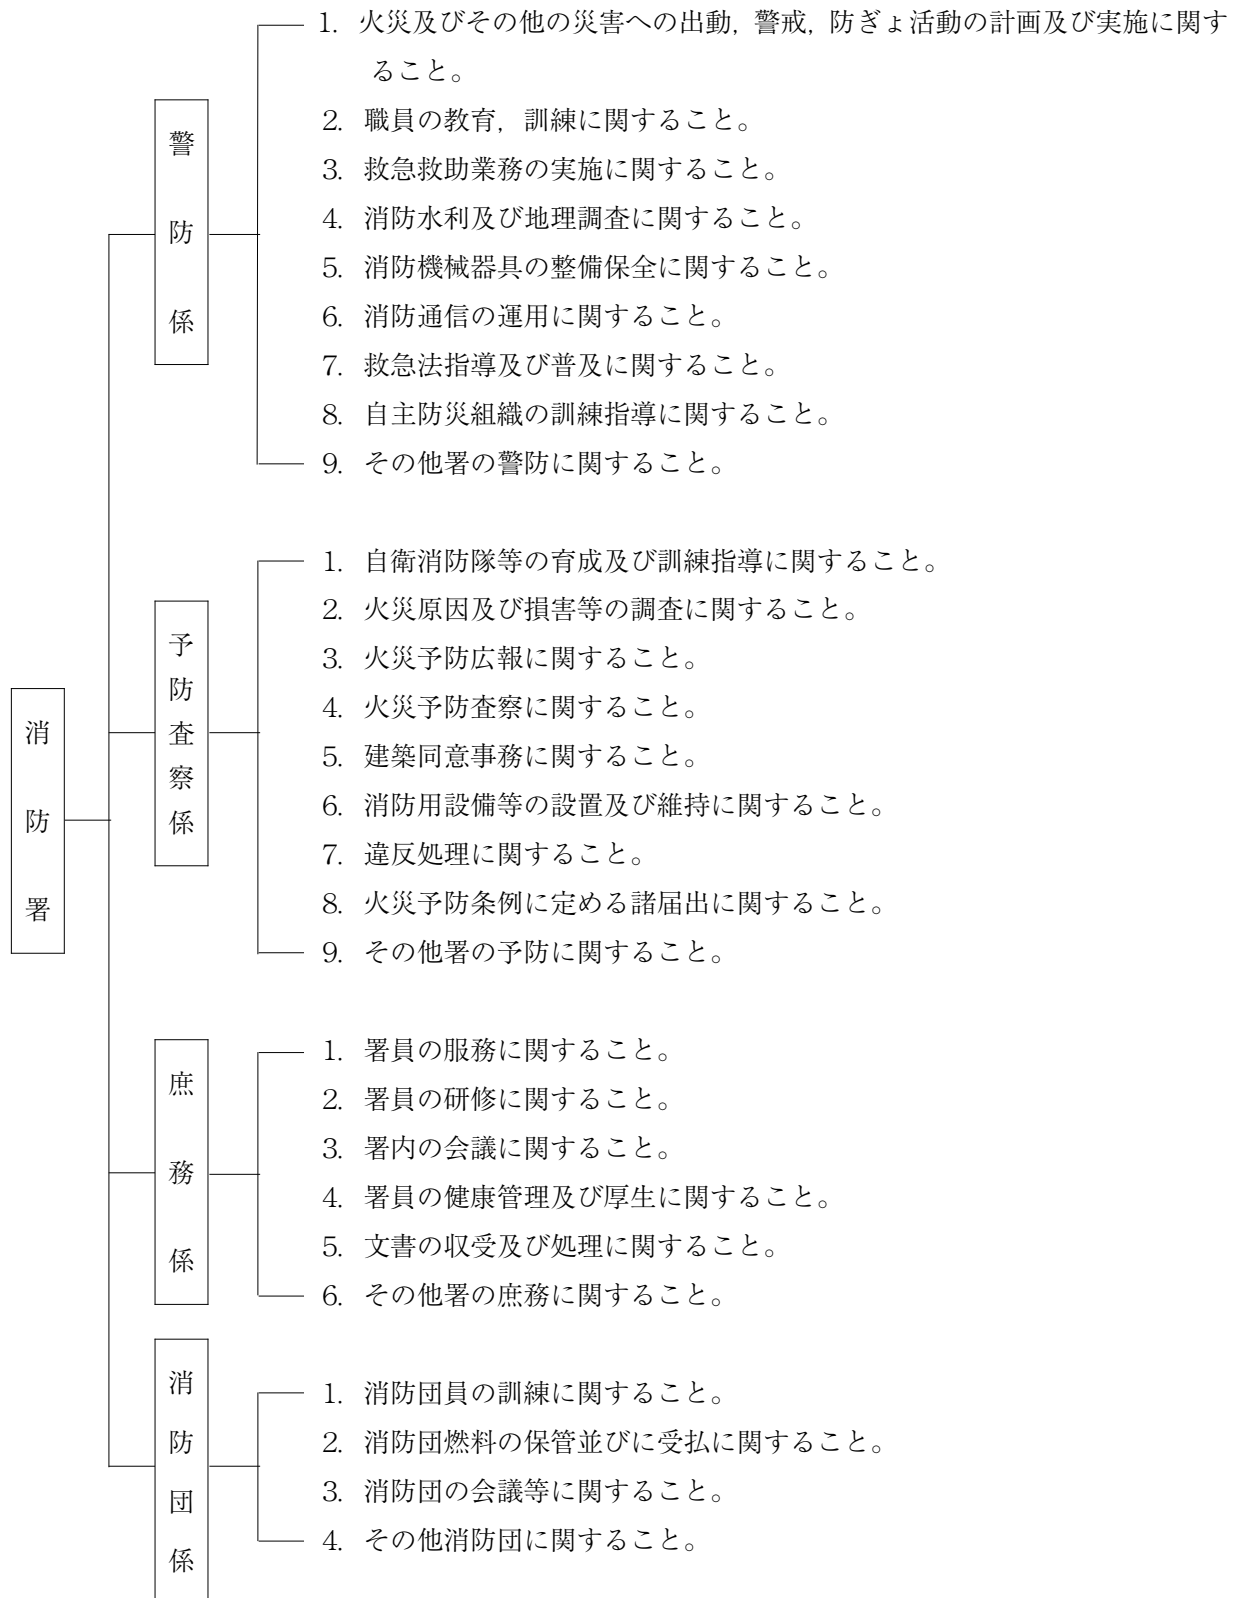 消防署
警防係
1. 火災及びその他の災害への出動, 警戒, 防ぎょ活動の計画及び実施に関す
ること。
2. 職員の教育, 訓練に関すること。
3. 救急救助業務の実施に関すること。
4. 消防水利及び地理調査に関すること。
5. 消防機械器具の整備保全に関すること。
6. 消防通信の運用に関すること。
7. 救急法指導及び普及に関すること。
8. 自主防災組織の訓練指導に関すること。
9. その他署の警防に関すること。
予防査察係
1. 自衛消防隊等の育成及び訓練指導に関すること。
2. 火災原因及び損害等の調査に関すること。
3. 火災予防広報に関すること。
4. 火災予防査察に関すること。
5. 建築同意事務に関すること。
6. 消防用設備等の設置及び維持に関すること。
7. 違反処理に関すること。
8. 火災予防条例に定める諸届出に関すること。
9. その他署の予防に関すること。
庶務係
1. 署員の服務に関すること。
2. 署員の研修に関すること。
3. 署内の会議に関すること。
4. 署員の健康管理及び厚生に関すること。
5. 文書の収受及び処理に関すること。
6. その他署の庶務に関すること。
消防団係
1. 消防団員の訓練に関すること。
2. 消防団燃料の保管並びに受払に関すること。
3. 消防団の会議等に関すること。
4. その他消防団に関すること。